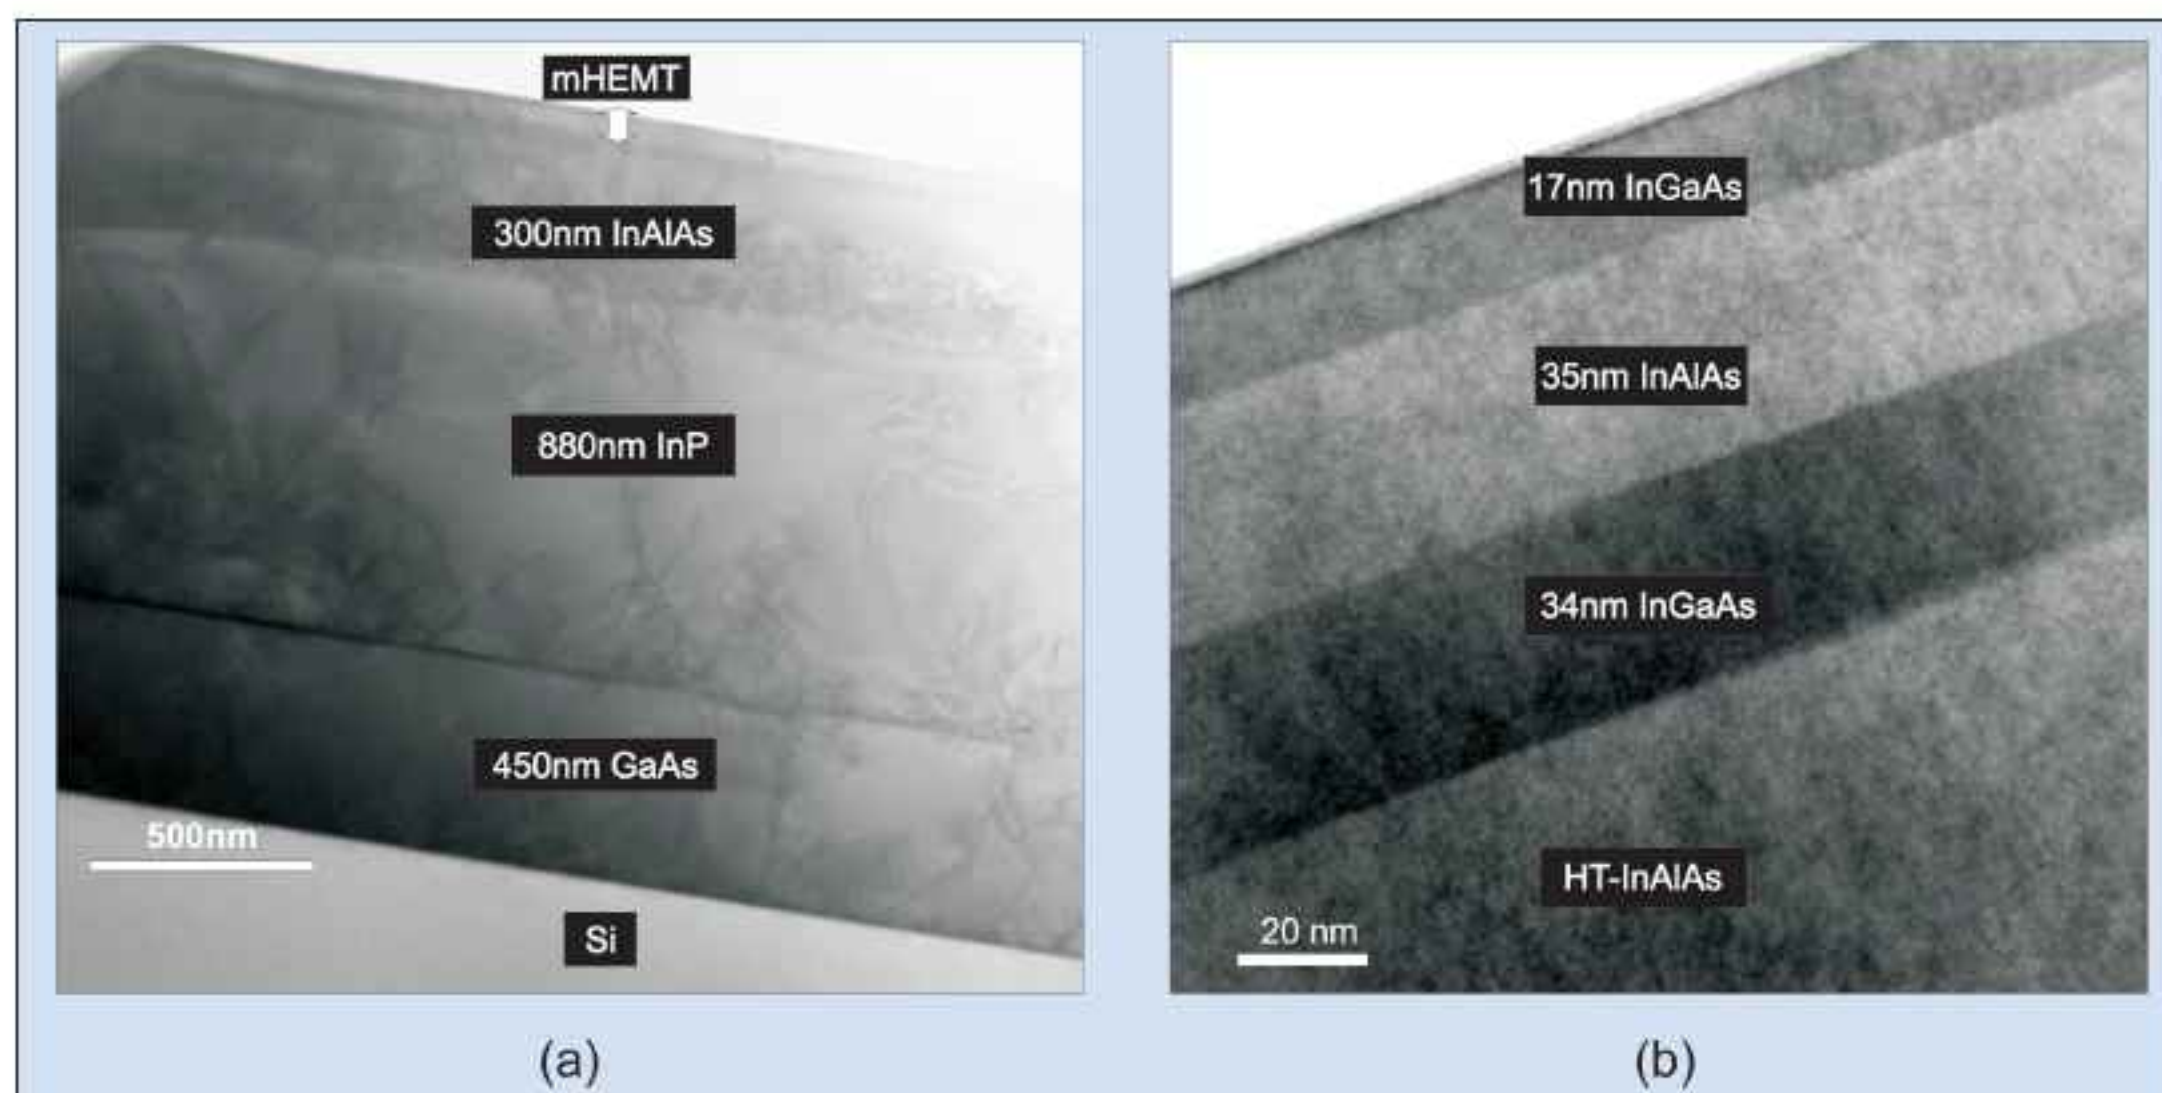 mHEMT
300nm InAlAs
880nm InP
450nm GaAs
500nm
Si
(a)
17nm InGaAs
35nm InAlAs
34nm InGaAs
HT-InAlAs
20 nm
(b)